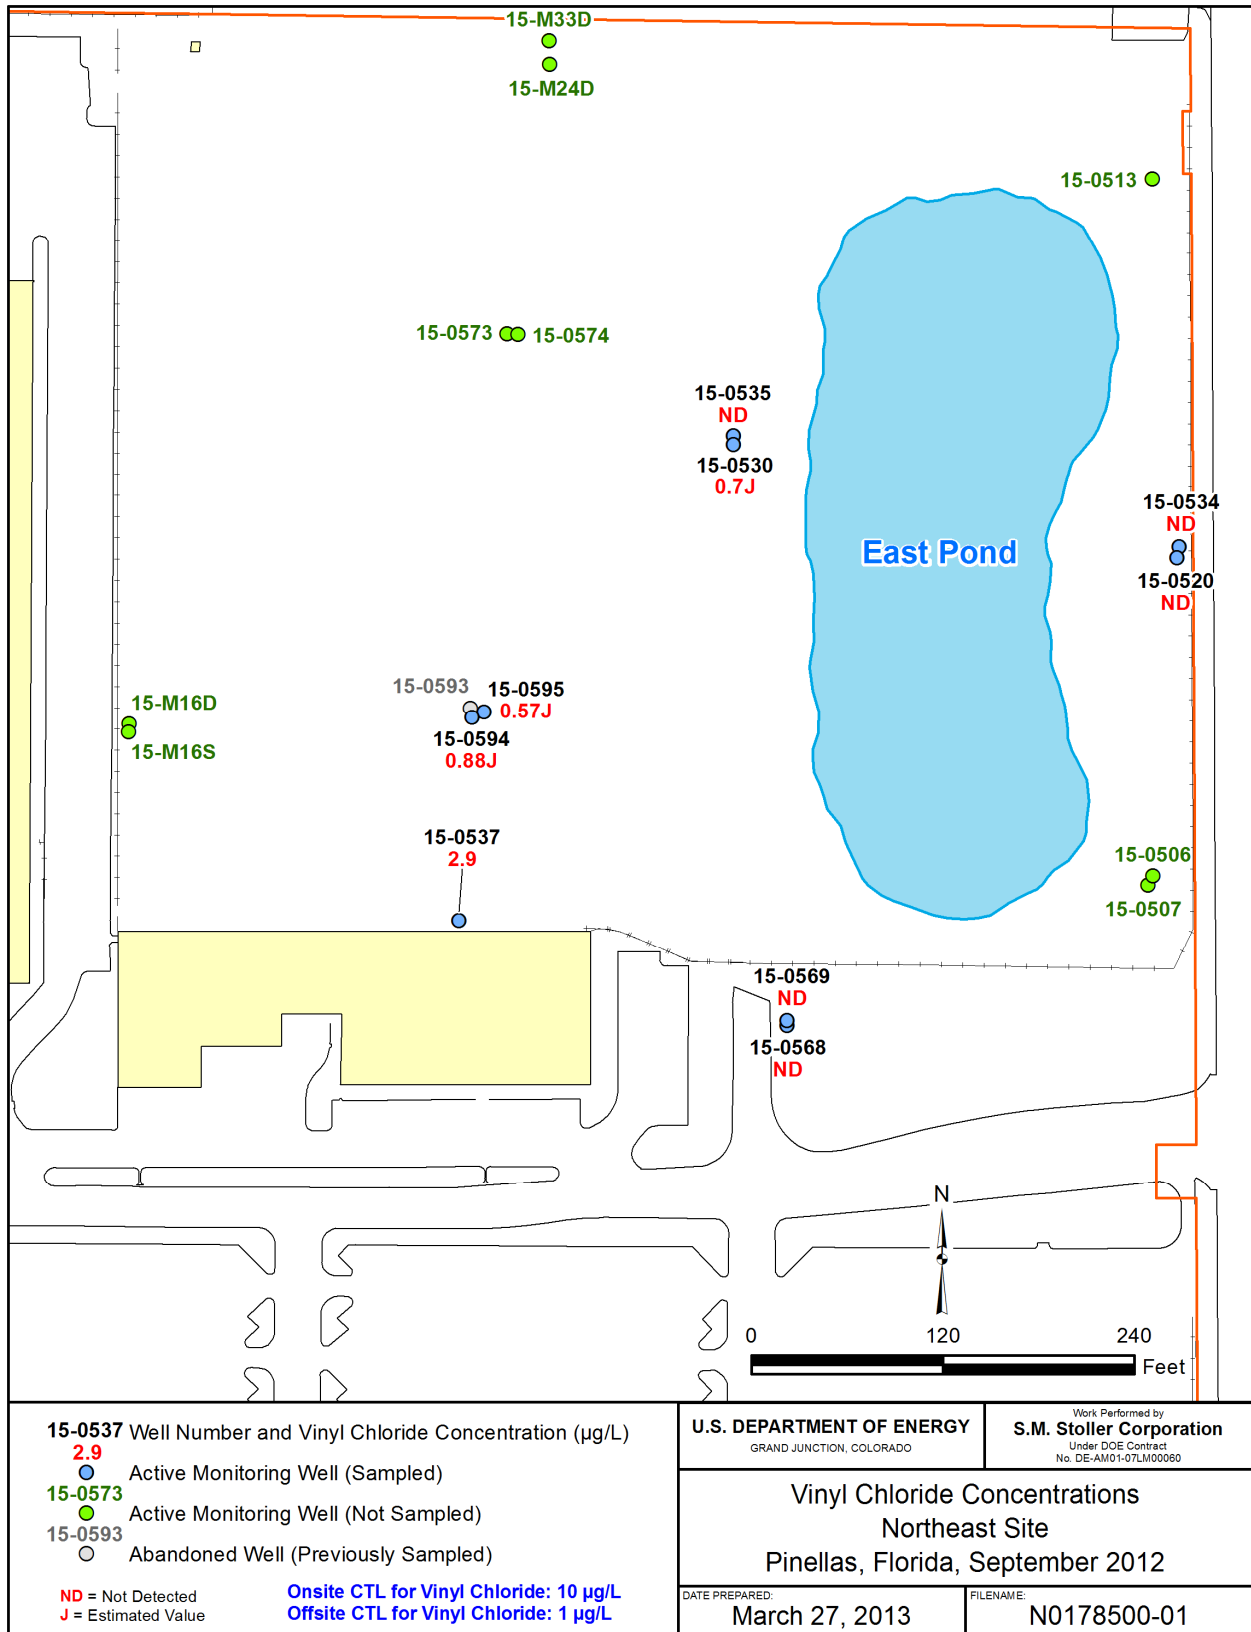 15-M33D
15-M24D
15-0513
15-0573
15-0574
15-0535
ND
15-0530
0.7J
15-0534
ND
15-0520
ND
East Pond
15-0593
15-0595
0.57J
15-0594
0.88J
15-M16D
15-M16S
15-0537
2.9
15-0506
15-0507
15-0569
ND
15-0568
ND
N
0 120 240
Feet
15-0537 Well Number and Vinyl Chloride Concentration (µg/L)
2.9
Active Monitoring Well (Sampled)
15-0573
Active Monitoring Well (Not Sampled)
15-0593
Abandoned Well (Previously Sampled)
ND = Not Detected
J = Estimated Value
Onsite CTL for Vinyl Chloride: 10 µg/L
Offsite CTL for Vinyl Chloride: 1 µg/L
U.S. DEPARTMENT OF ENERGY
GRAND JUNCTION, COLORADO
Work Performed by
S.M. Stoller Corporation
Under DOE Contract
No. DE-AM01-07LM00060
Vinyl Chloride Concentrations
Northeast Site
Pinellas, Florida, September 2012
DATE PREPARED:
March 27, 2013
FILENAME:
N0178500-01